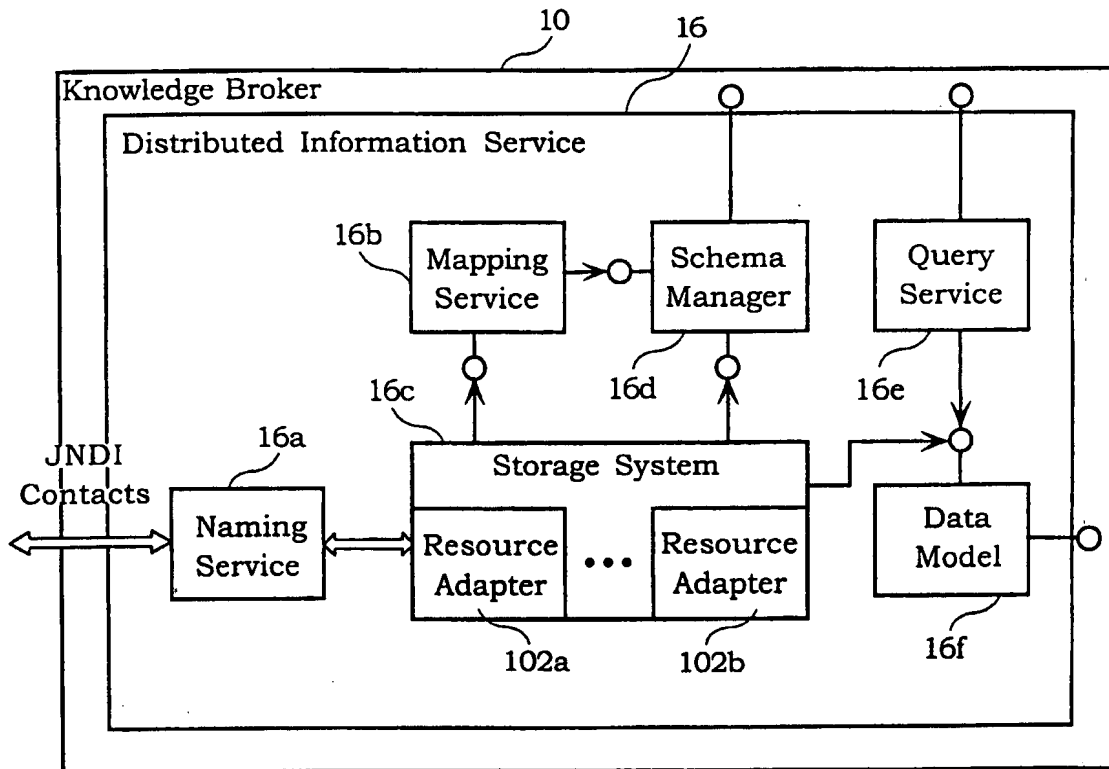 10
16
Knowledge Broker
Distributed Information Service
16b
Mapping
Service
Schema
Manager
Query
Service
16c
16d
16e
16a
JNDI
Contacts
Storage System
Naming
Service
Resource
Adapter
•••
Resource
Adapter
Data
Model
102a
102b
16f